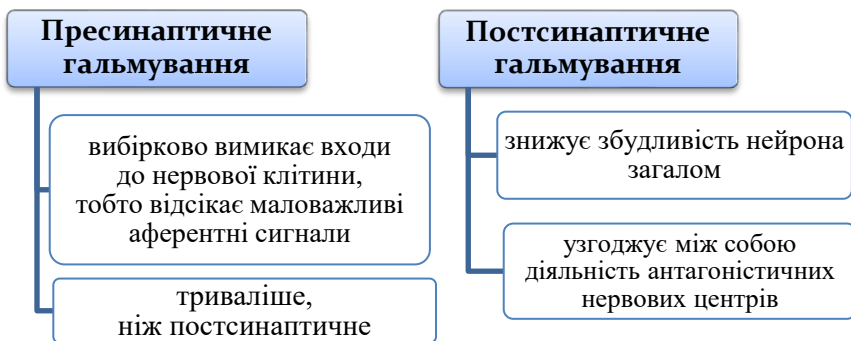 Пресинаптичне
гальмування
вибірково вимикає входи
до нервової клітини,
тобто відсікає маловажливі
аферентні сигнали
триваліше,
ніж постсинаптичне
Постсинаптичне
гальмування
знижує збудливість нейрона
загалом
узгоджує між собою
діяльність антагоністичних
нервових центрів